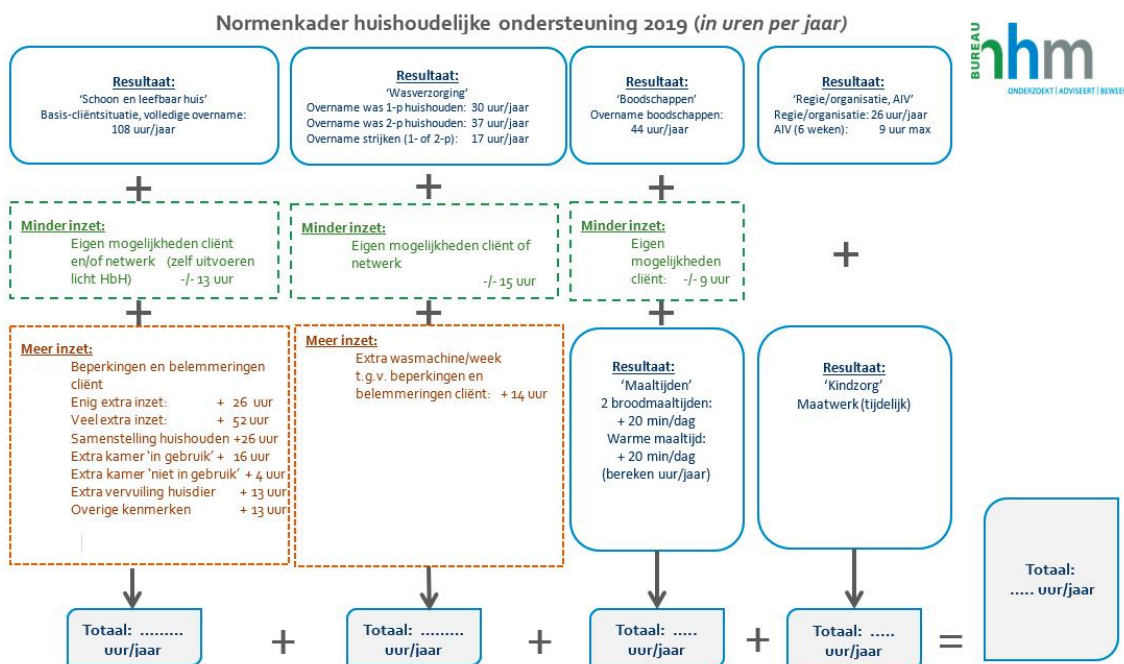 Normenkader huishoudelijke ondersteuning 2019 (in uren per jaar)
BUREAU
nhm
ONDERZOEKT | ADVISEERT | BEWEE
Resultaat:
'Schoon en leefbaar huis'
Basis-cliëntsituatie, volledige overname:
108 uur/jaar
Resultaat:
'Wasverzorging'
Overname was 1-p huishouden: 30 uur/jaar
Overname was 2-p huishouden: 37 uur/jaar
Overname strijken (1- of 2-p): 17 uur/jaar
Resultaat:
'Boodschappen'
Overname boodschappen:
44 uur/jaar
Resultaat:
'Regie/organisatie, AIV'
Regie/organisatie: 26 uur/jaar
AIV (6 weken): 9 uur max
+
+
+
Minder inzet:
Eigen mogelijkheden cliënt
en/of netwerk (zelf uitvoeren
licht HbH) -/- 13 uur
Minder inzet:
Eigen mogelijkheden cliënt of
netwerk
-/- 15 uur
Minder inzet:
Eigen
mogelijkheden
cliënt: -/- 9 uur
+
+
+
+
Meer inzet:
Beperkingen en belemmeringen
cliënt
Enig extra inzet: + 26 uur
Veel extra inzet: + 52 uur
Samenstelling huishouden +26 uur
Extra kamer 'in gebruik' + 16 uur
Extra kamer 'niet in gebruik' + 4 uur
Extra vervuiling huisdier + 13 uur
Overige kenmerken + 13 uur
Meer inzet:
Extra wasmachine/week
t.g.v. beperkingen en
belemmeringen cliënt: + 14 uur
Resultaat:
'Maaltijden'
2 broodmaaltijden:
+ 20 min/dag
Warme maaltijd:
+ 20 min/dag
(bereken uur/jaar)
Resultaat:
'Kindzorg'
Maatwerk (tijdelijk)
Totaal: .........
uur/jaar
+
Totaal: .........
uur/jaar
+
Totaal: .....
uur/jaar
+
Totaal: .....
uur/jaar
=
Totaal:
..... uur/jaar